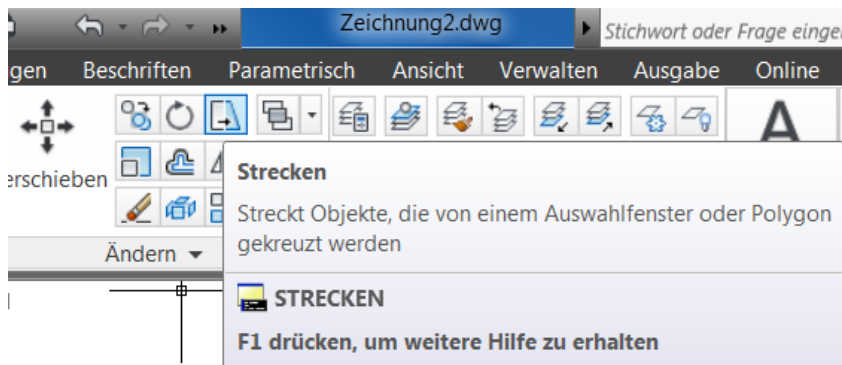 Zeichnung2.dwg
Stichwort oder Frage einge
gen Beschriften Parametrisch Ansicht Verwalten Ausgabe Online
A
erschieben
Strecken
Streckt Objekte, die von einem Auswahlfenster oder Polygon
gekreuzt werden
Ändern
STRECKEN
F1 drücken, um weitere Hilfe zu erhalten